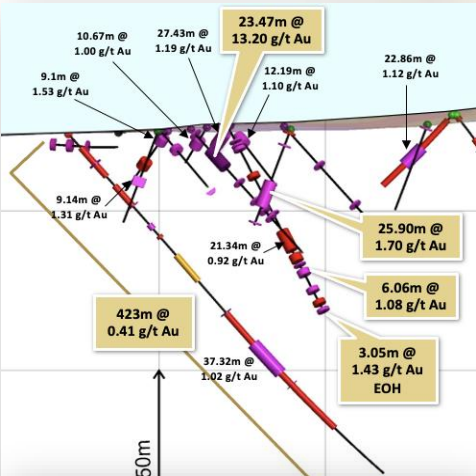 23.47m @
13.20 g/t Au
27.43m @
1.19 g/t Au
10.67m @
1.00 g/t Au
9.1m @
1.53 g/t Au
12.19m @
1.10 g/t Au
22.86m @
1.12 g/t Au
9.14m @
1.31 g/t Au
25.90m @
1.70 g/t Au
21.34m @
0.92 g/t Au
6.06m @
1.08 g/t Au
423m @
0.41 g/t Au
3.05m @
1.43 g/t Au
EOH
37.32m @
1.02 g/t Au
50m